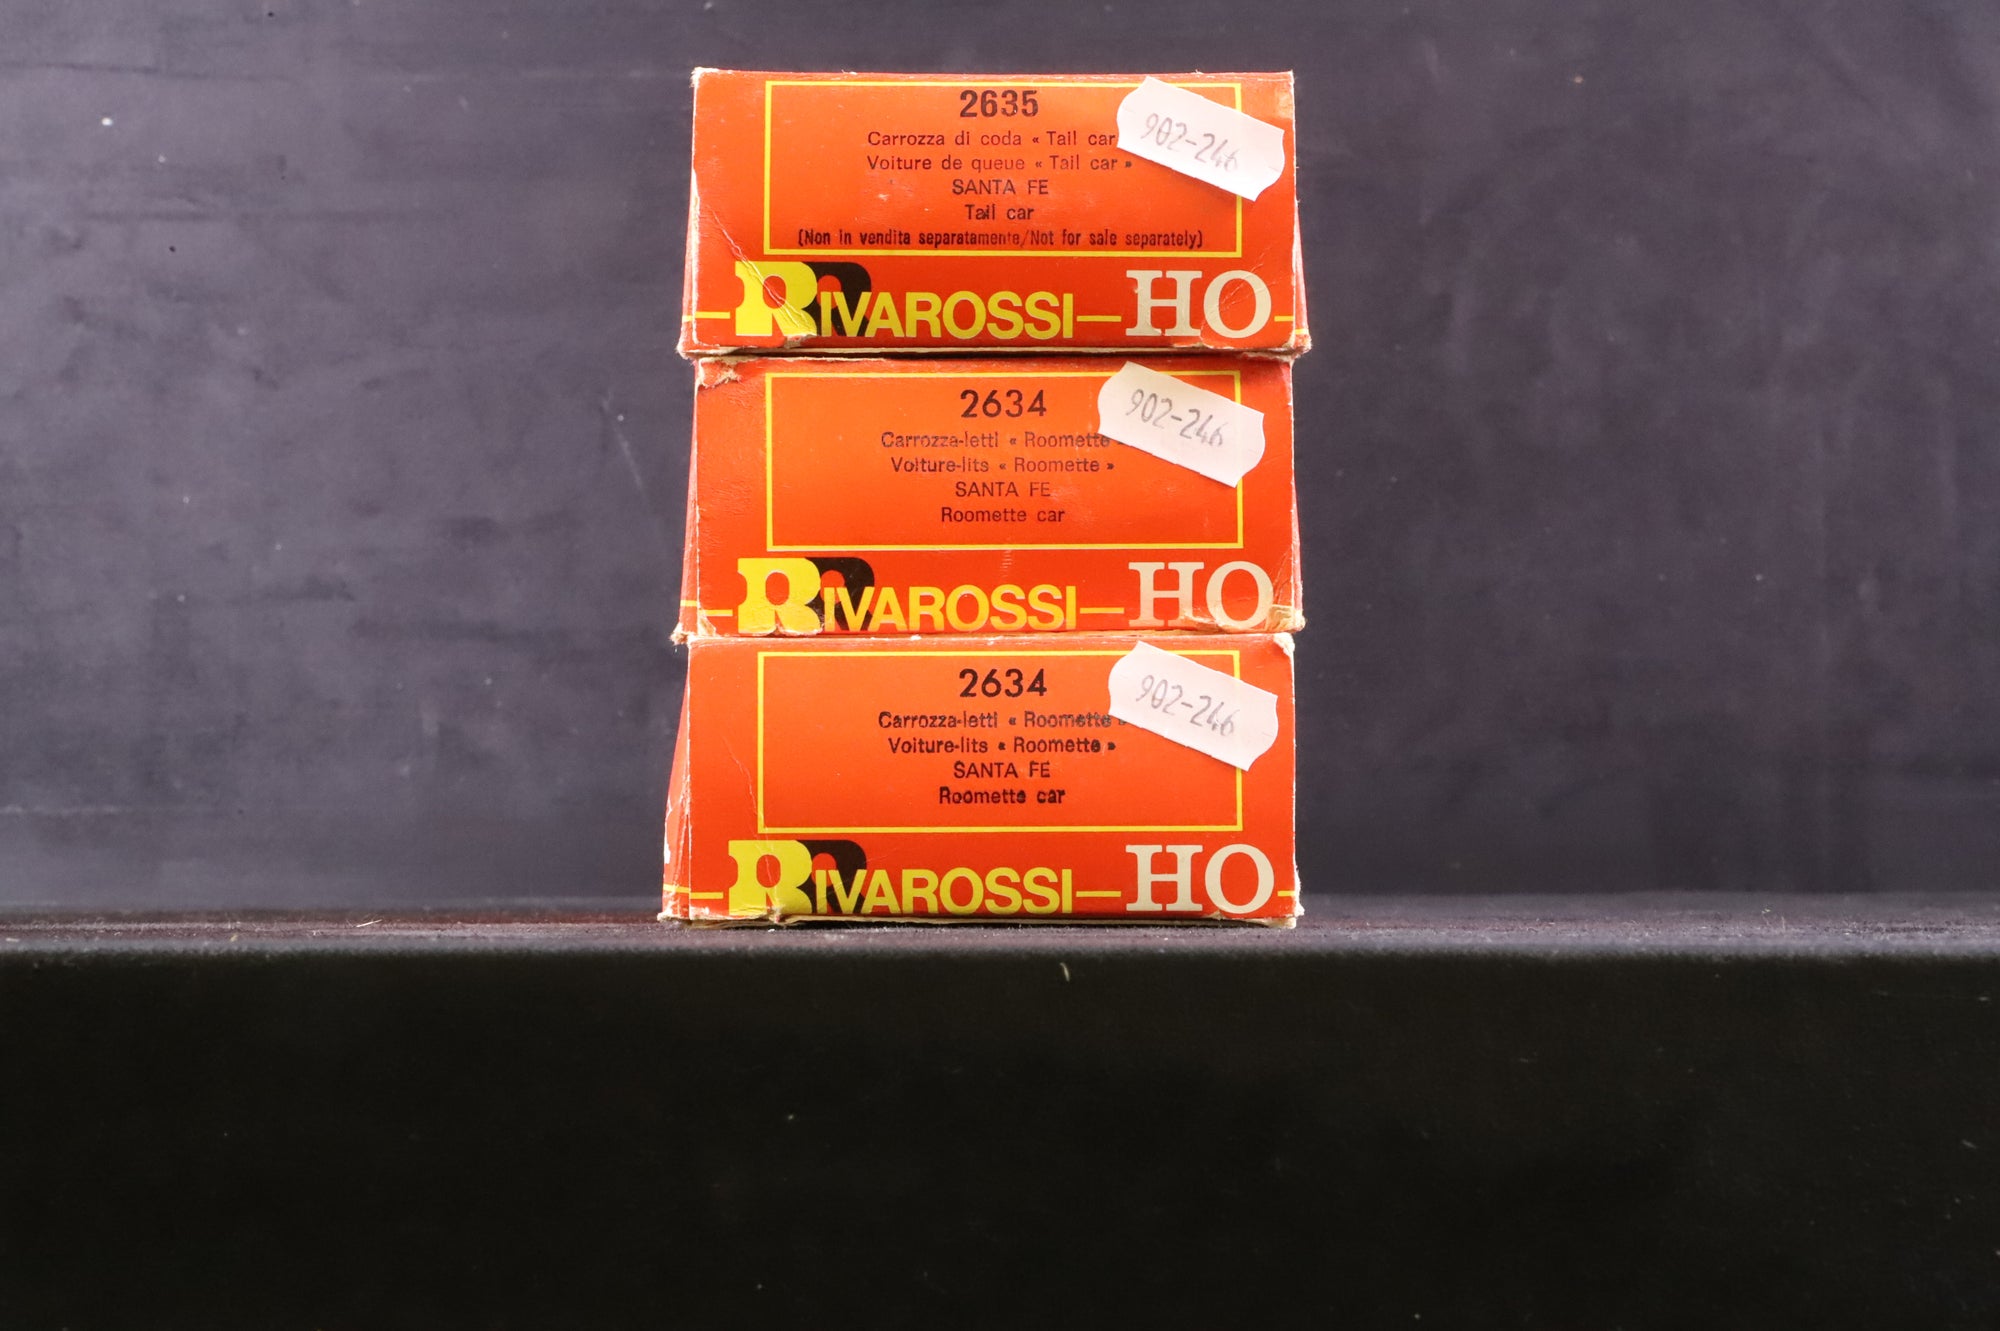 2635
902-246
Carrozza di coda « Tail car
Voiture de queue « Tail car »
SANTA FE
Tail car
(Non in vendita separatamente/Not for sale separately)
RIVAROSSI HO
2634
902-246
Carrozza-letti « Roomette »
Voiture-lits « Roomette »
SANTA FE
Roomette car
RIVAROSSI HO
2634
902-246
Carrozza-letti « Roomette »
Voiture-lits « Roomette »
SANTA FE
Roomette car
RIVAROSSI HO